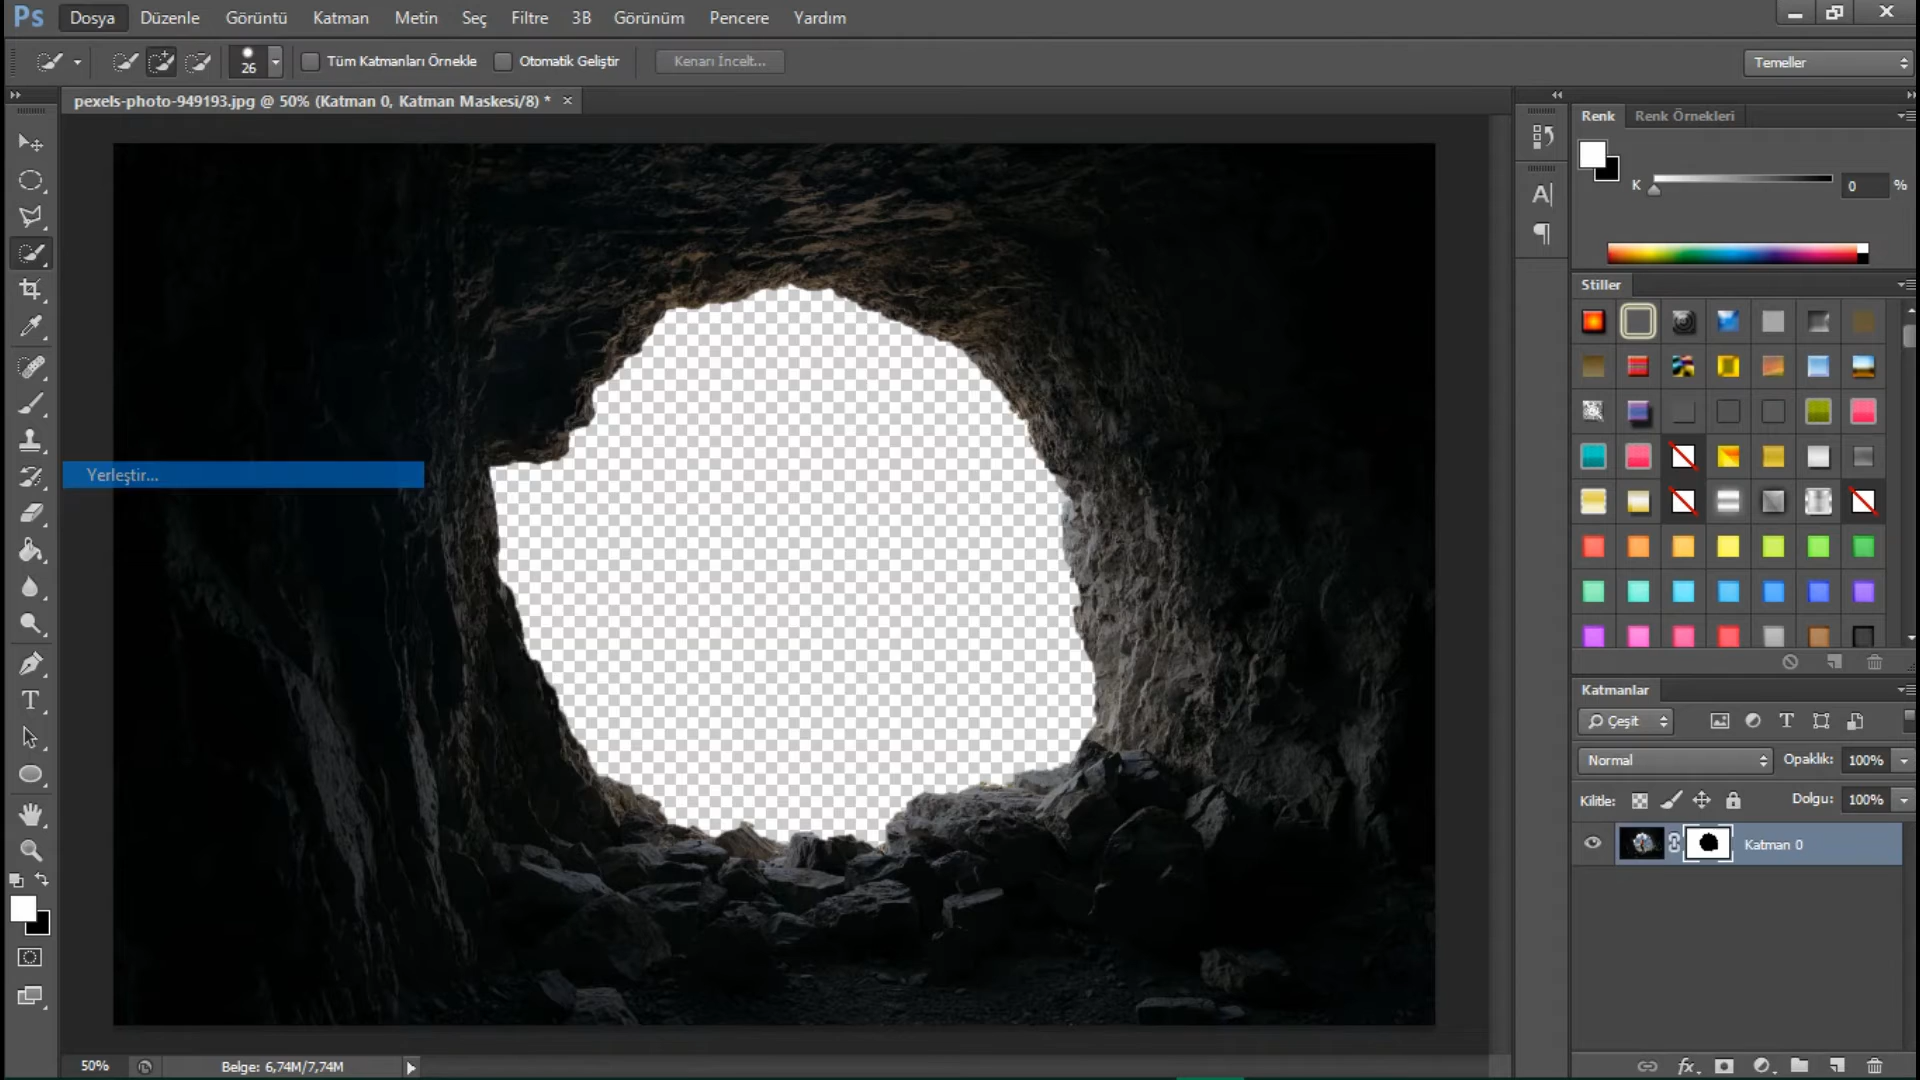 Ps Dosya Düzenle Görüntü Katman Metin Seç Filtre 3B Görünüm Pencere Yardım
26 Tüm Katmanları Örnekle Otomatik Geliştir Kenarı İncelt... Temeller
pexels-photo-949193.jpg @ 50% (Katman 0, Katman Maskesi/8) * ×
Renk Renk Örnekleri
K 0 %
Stiller
Yerleştir...
Katmanlar
Çeşit
Normal Opaklık: 100%
Kilitle: Dolgu: 100%
Katman 0
50% Belge: 6,74M/7,74M